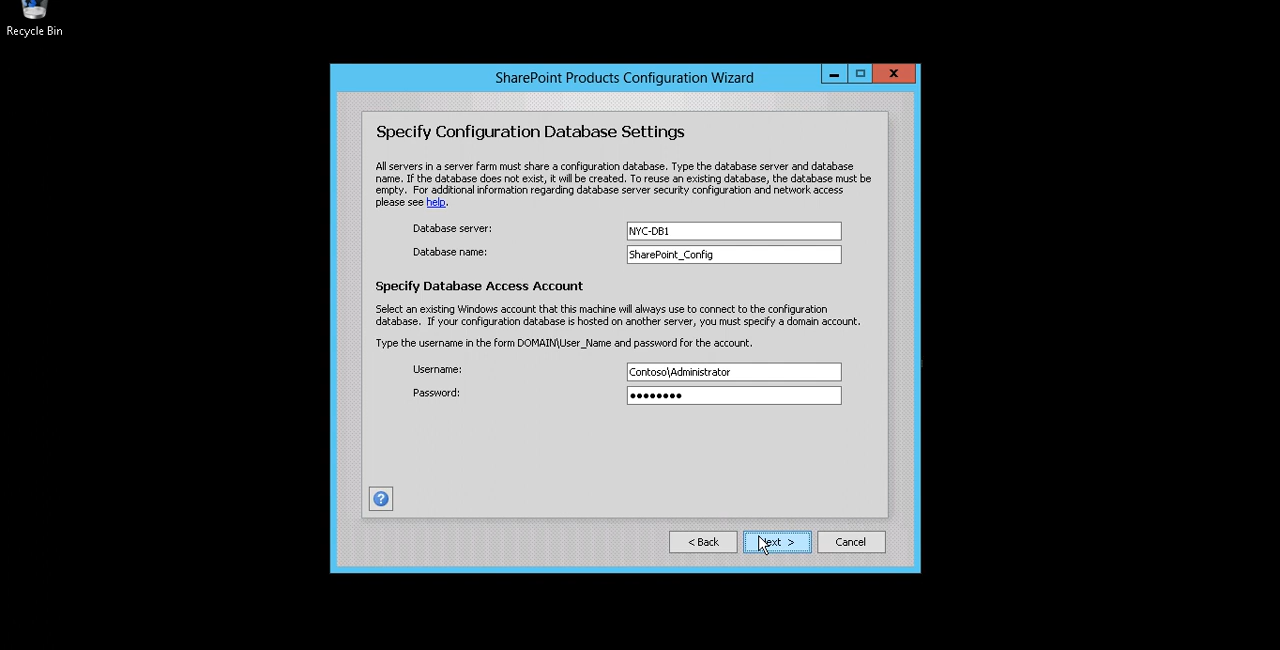 Recycle Bin
SharePoint Products Configuration Wizard
Specify Configuration Database Settings
All servers in a server farm must share a configuration database. Type the database server and database
name. If the database does not exist, it will be created. To reuse an existing database, the database must be
empty. For additional information regarding database server security configuration and network access
please see help.
Database server:
NYC-DB1
Database name:
SharePoint_Config
Specify Database Access Account
Select an existing Windows account that this machine will always use to connect to the configuration
database. If your configuration database is hosted on another server, you must specify a domain account.
Type the username in the form DOMAIN\User_Name and password for the account.
Username:
Contoso\Administrator
Password:
●●●●●●●●
?
< Back
Next >
Cancel